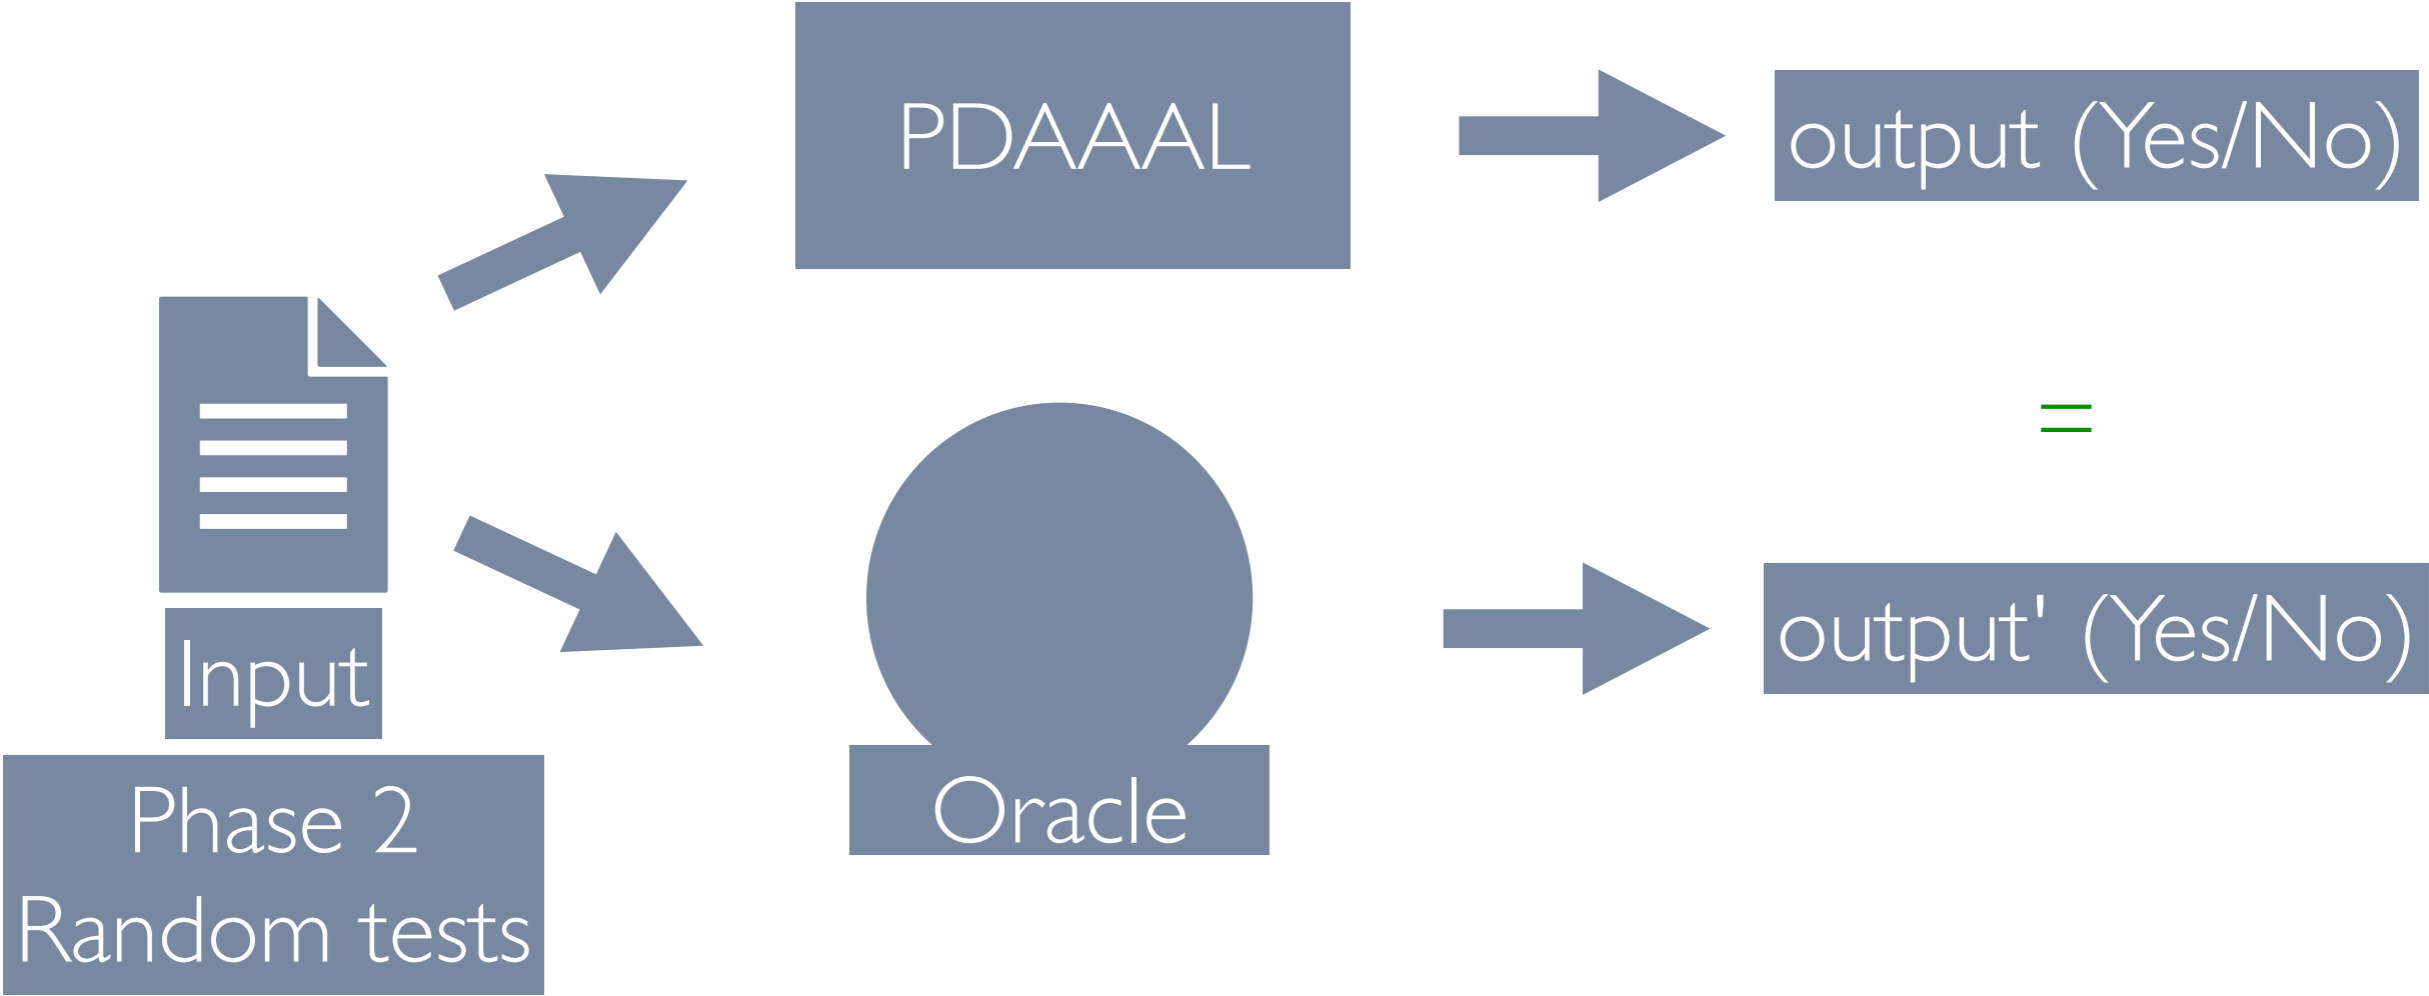 PDAAAL
output (Yes/No)
=
Input
Phase 2
Random tests
Oracle
output' (Yes/No)